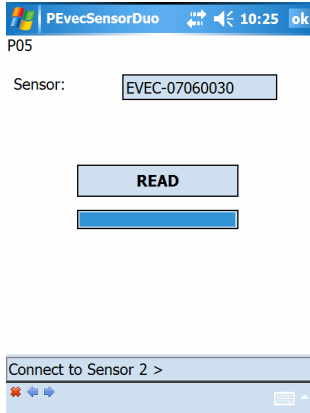 PEvecSensorDuo 10:25 ok
P05
Sensor: EVEC-07060030
READ
Connect to Sensor 2 >